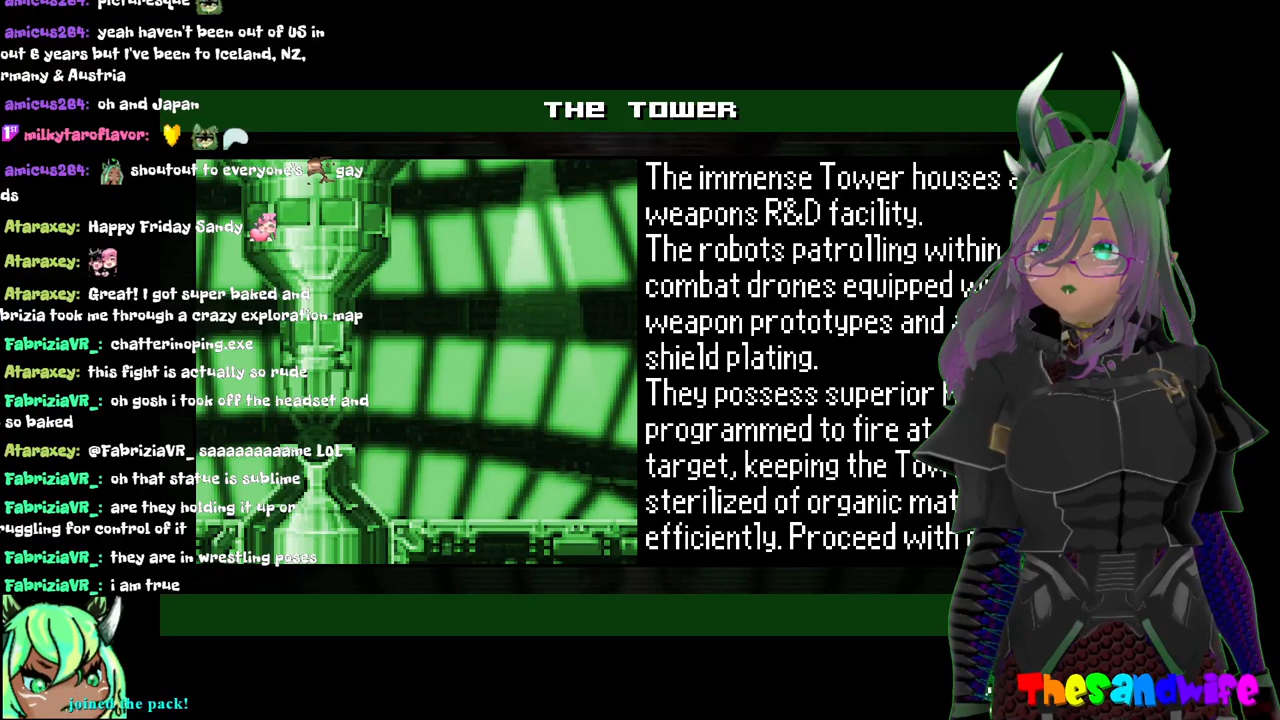 amicus284: picturesque
amicus284: yeah haven't been out of US in
out 6 years but I've been to Iceland, NZ,
rmany & Austria
amicus284: oh and Japan
1ST milkytaroflavor:
amicus284: shoutout to everyone's gay
ds
Ataraxey: Happy Friday Sandy
Ataraxey:
Ataraxey: Great! I got super baked and
brizia took me through a crazy exploration map
FabriziaVR_: chatterinoping.exe
Ataraxey: this fight is actually so rude
FabriziaVR_: oh gosh i took off the headset and
so baked
Ataraxey: @FabriziaVR_ saaaaaaaaame LOL
FabriziaVR_: oh that statue is sublime
FabriziaVR_: are they holding it up or
ruggling for control of it
FabriziaVR_: they are in wrestling poses
FabriziaVR_: i am true
joined the pack!
THE TOWER
The immense Tower houses a
weapons R&D facility.
The robots patrolling within
combat drones equipped w
weapon prototypes and
shield plating.
They possess superior
programmed to fire at
target, keeping the Tow
sterilized of organic mat
efficiently. Proceed with
Thesandwife